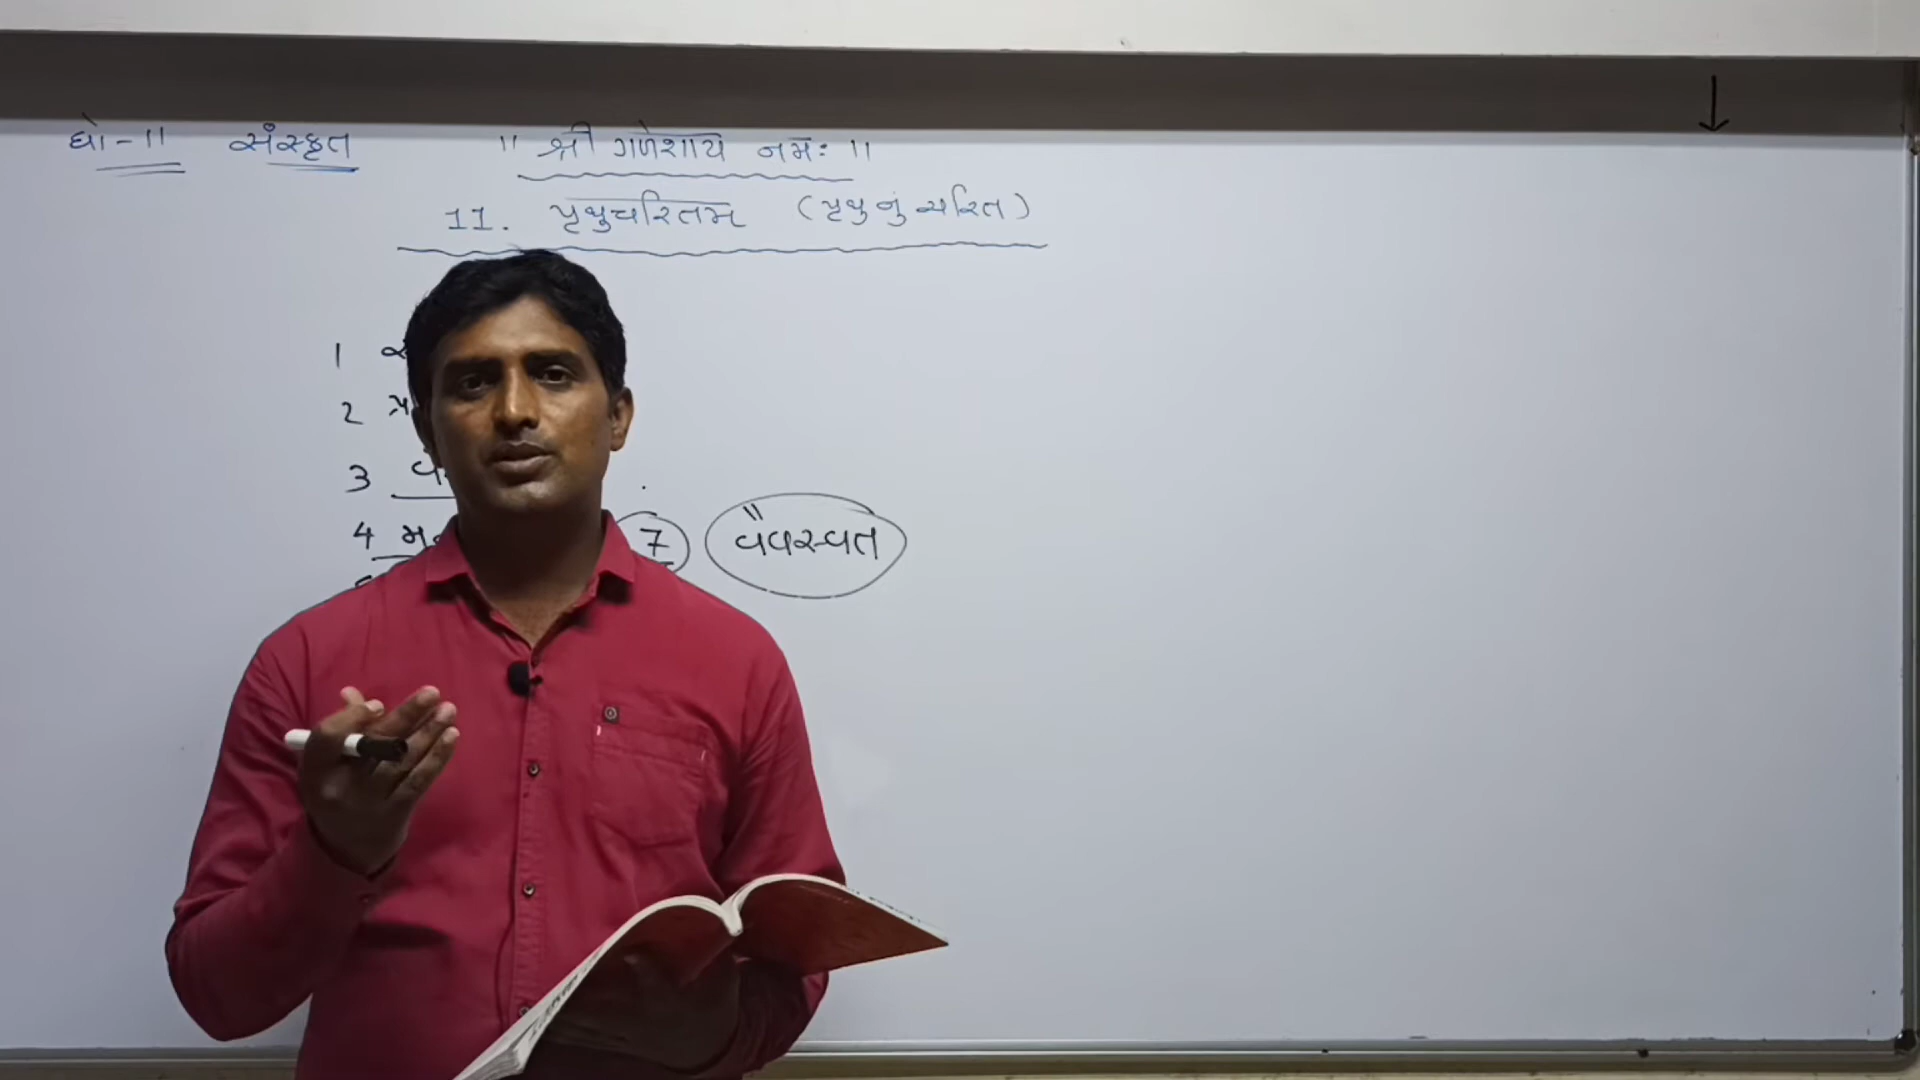 ધો-11 સંસ્કૃત "શ્રી ગણેશાય નમઃ"
11. પૃથુચરિતમ્ (પૃથુનું ચરિત)
1
2
3
4 7 વૈવસ્વત